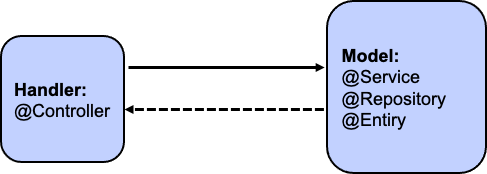 Handler:
@Controller
Model:
@Service
@Repository
@Entiry